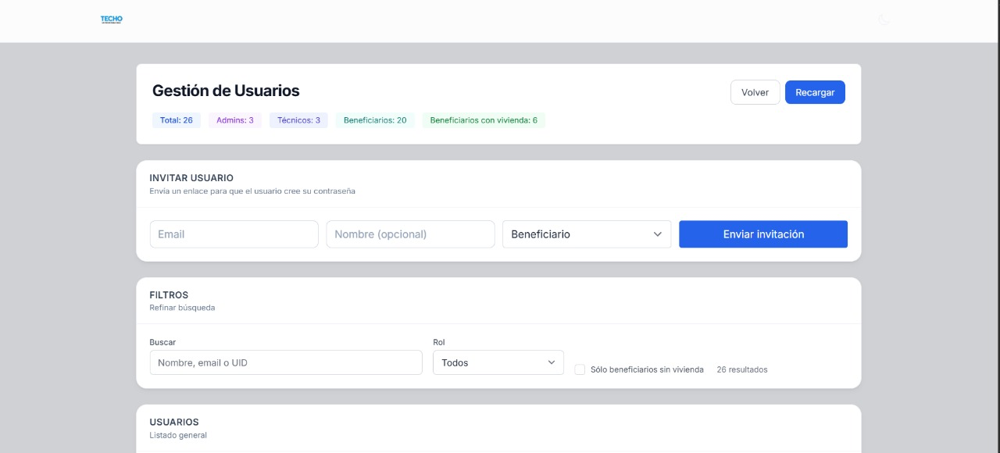 TECHO
Gestión de Usuarios
Volver
Recargar
Total: 26
Admins: 3
Técnicos: 3
Beneficiarios: 20
Beneficiarios con vivienda: 6
INVITAR USUARIO
Envía un enlace para que el usuario cree su contraseña
Email
Nombre (opcional)
Beneficiario
Enviar invitación
FILTROS
Refinar búsqueda
Buscar
Rol
Nombre, email o UID
Todos
Sólo beneficiarios sin vivienda
26 resultados
USUARIOS
Listado general